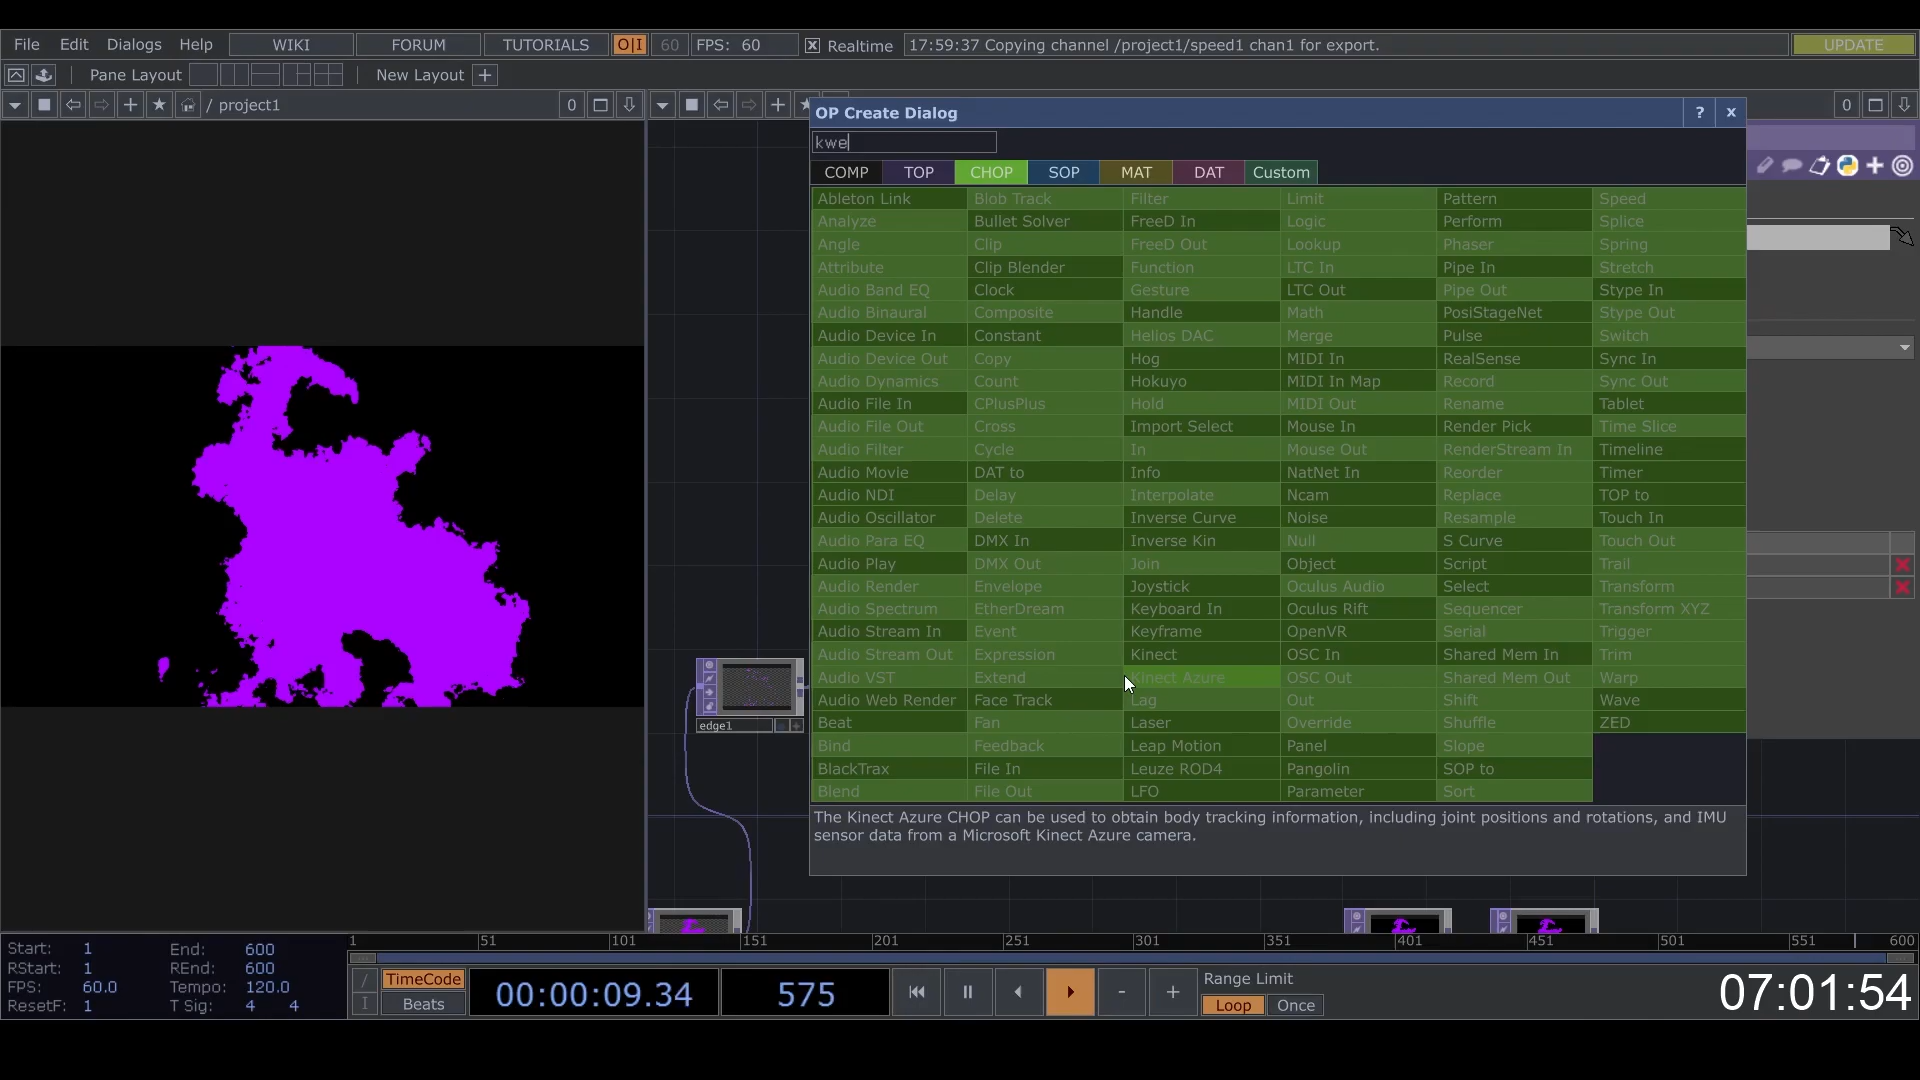 File Edit Dialogs Help WIKI FORUM TUTORIALS O|I 60 FPS: 60 Realtime 17:59:37 Copying channel /project1/speed1 chan1 for export. UPDATE
Pane Layout New Layout
/ project1 0 0
OP Create Dialog ? x
kwe
COMP TOP CHOP SOP MAT DAT Custom
Ableton Link Blob Track Filter Limit Pattern Speed
Analyze Bullet Solver FreeD In Logic Perform Splice
Angle Clip FreeD Out Lookup Phaser Spring
Attribute Clip Blender Function LTC In Pipe In Stretch
Audio Band EQ Clock Gesture LTC Out Pipe Out Stype In
Audio Binaural Composite Handle Math PosiStageNet Stype Out
Audio Device In Constant Helios DAC Merge Pulse Switch
Audio Device Out Copy Hog MIDI In RealSense Sync In
Audio Dynamics Count Hokuyo MIDI In Map Record Sync Out
Audio File In CPlusPlus Hold MIDI Out Rename Tablet
Audio File Out Cross Import Select Mouse In Render Pick Time Slice
Audio Filter Cycle In Mouse Out RenderStream In Timeline
Audio Movie DAT to Info NatNet In Reorder Timer
Audio NDI Delay Interpolate Ncam Replace TOP to
Audio Oscillator Delete Inverse Curve Noise Resample Touch In
Audio Para EQ DMX In Inverse Kin Null S Curve Touch Out
Audio Play DMX Out Join Object Script Trail
Audio Render Envelope Joystick Oculus Audio Select Transform
Audio Spectrum EtherDream Keyboard In Oculus Rift Sequencer Transform XYZ
Audio Stream In Event Keyframe OpenVR Serial Trigger
Audio Stream Out Expression Kinect OSC In Shared Mem In Trim
Audio VST Extend Kinect Azure OSC Out Shared Mem Out Warp
Audio Web Render Face Track Lag Out Shift Wave
Beat Fan Laser Override Shuffle ZED
Bind Feedback Leap Motion Panel Slope
BlackTrax File In Leuze ROD4 Pangolin SOP to
Blend File Out LFO Parameter Sort
The Kinect Azure CHOP can be used to obtain body tracking information, including joint positions and rotations, and IMU
sensor data from a Microsoft Kinect Azure camera.
edge1
1 51 101 151 201 251 301 351 401 451 501 551 600
Start: 1 End: 600
RStart: 1 REnd: 600
FPS: 60.0 Tempo: 120.0
ResetF: 1 T Sig: 4 4
/ TimeCode
I Beats
00:00:09.34 575 - + Range Limit
Loop Once
07:01:54